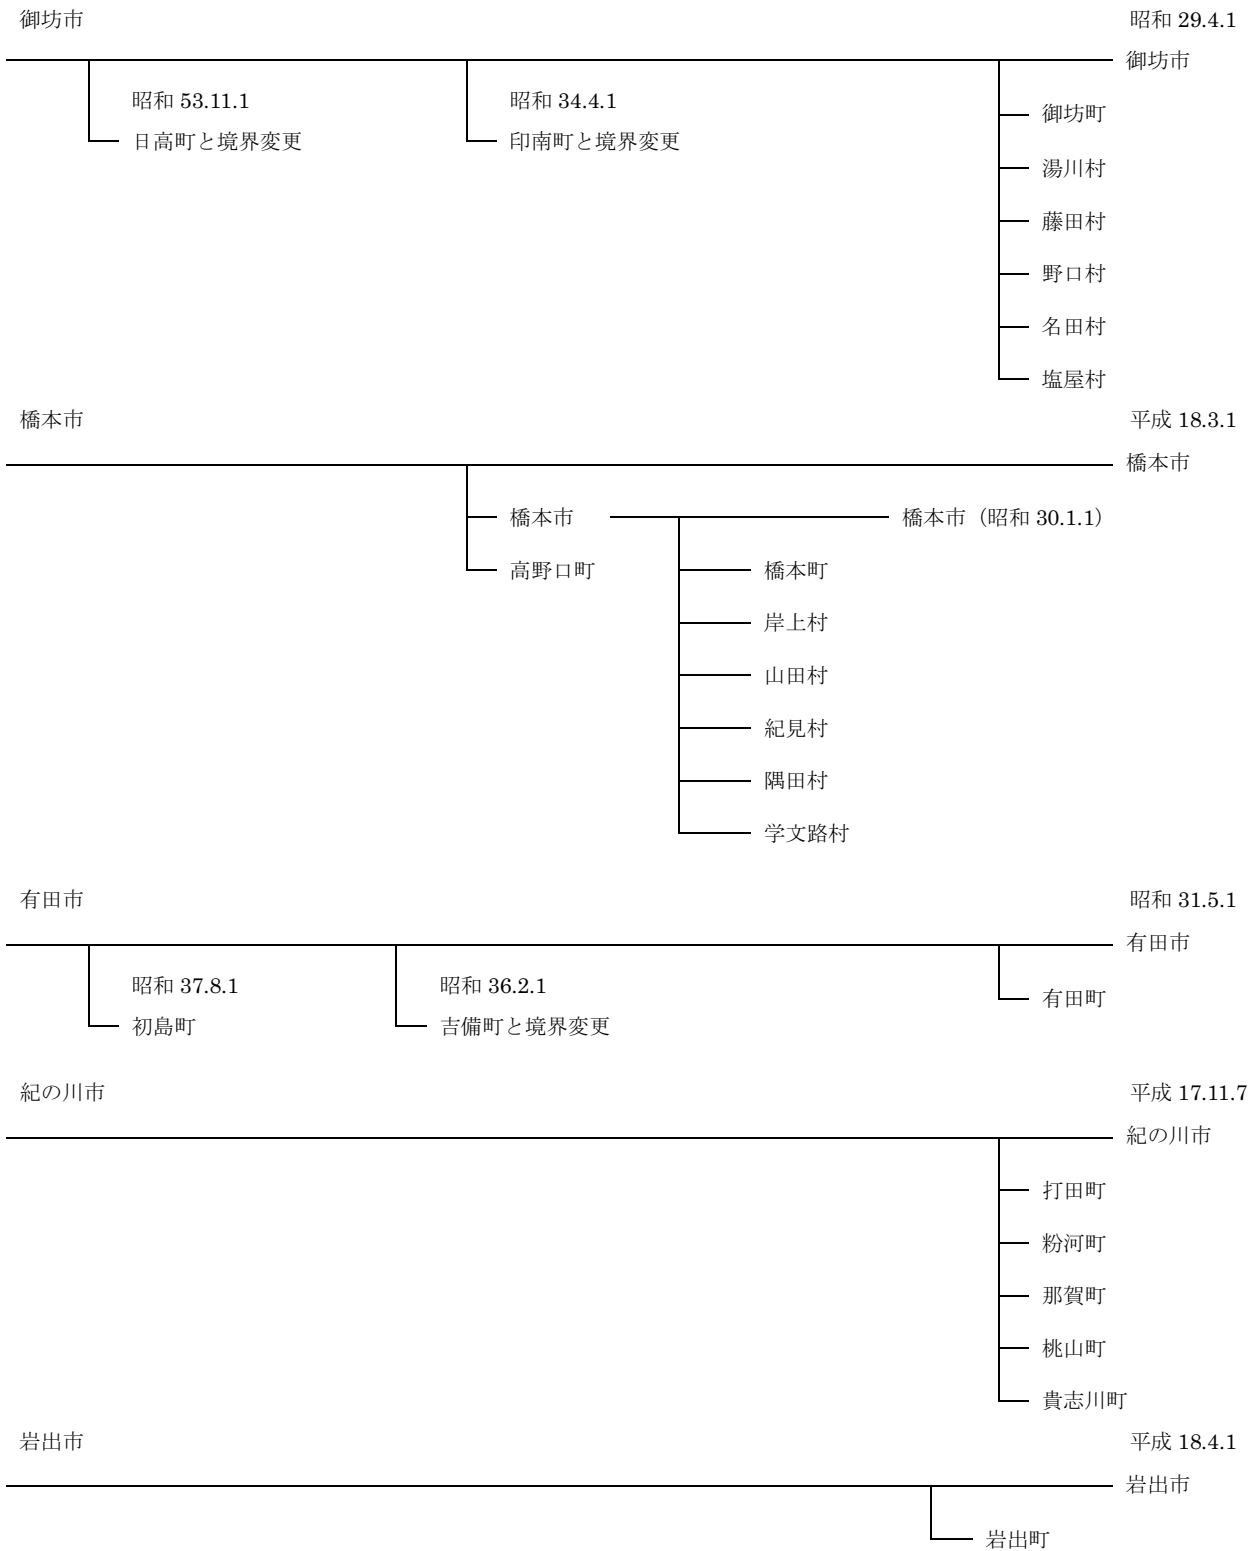 御坊市
昭和 29.4.1
御坊市
昭和 53.11.1
日高町と境界変更
昭和 34.4.1
印南町と境界変更
御坊町
湯川村
藤田村
野口村
名田村
塩屋村
橋本市
平成 18.3.1
橋本市
橋本市
橋本市（昭和 30.1.1）
高野口町
橋本町
岸上村
山田村
紀見村
隅田村
学文路村
有田市
昭和 31.5.1
有田市
昭和 37.8.1
初島町
昭和 36.2.1
吉備町と境界変更
有田町
紀の川市
平成 17.11.7
紀の川市
打田町
粉河町
那賀町
桃山町
貴志川町
岩出市
平成 18.4.1
岩出市
岩出町